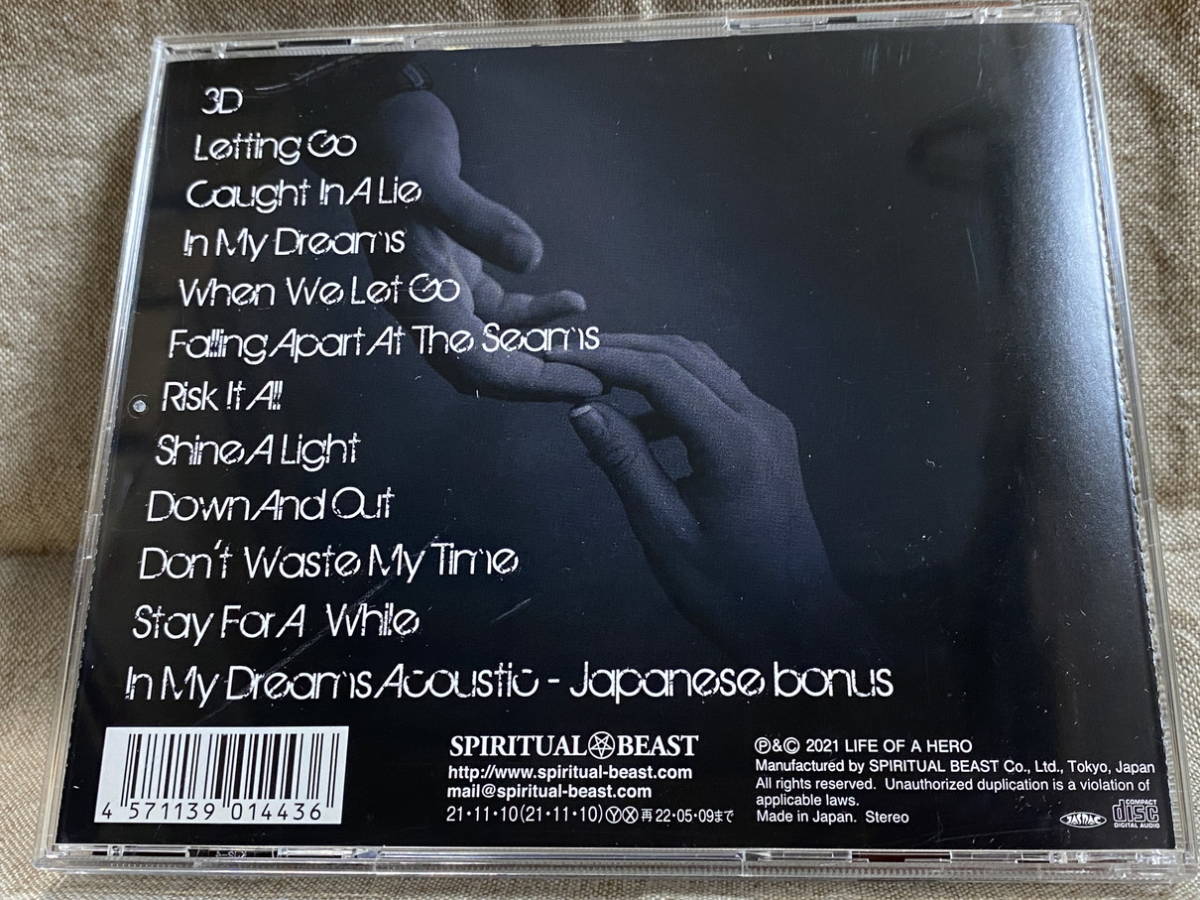 3D
Letting Go
Caught In A Lie
In My Dreams
When We Let Go
Falling Apart At The Seams
Risk It All
Shine A Light
Down And Out
Don't Waste My Time
Stay For A While
In My Dreams Acoustic - Japanese bonus
4 571139 014436
SPIRITUAL BEAST
http://www.spiritual-beast.com
mail@spiritual-beast.com
21・11・10(21・11・10)ⓎⓍ再22・05・09まで
Ⓟ&© 2021 LIFE OF A HERO
Manufactured by SPIRITUAL BEAST Co., Ltd., Tokyo, Japan
All rights reserved. Unauthorized duplication is a violation of
applicable laws.
Made in Japan. Stereo
JASRAC
COMPACT
disc
DIGITAL AUDIO